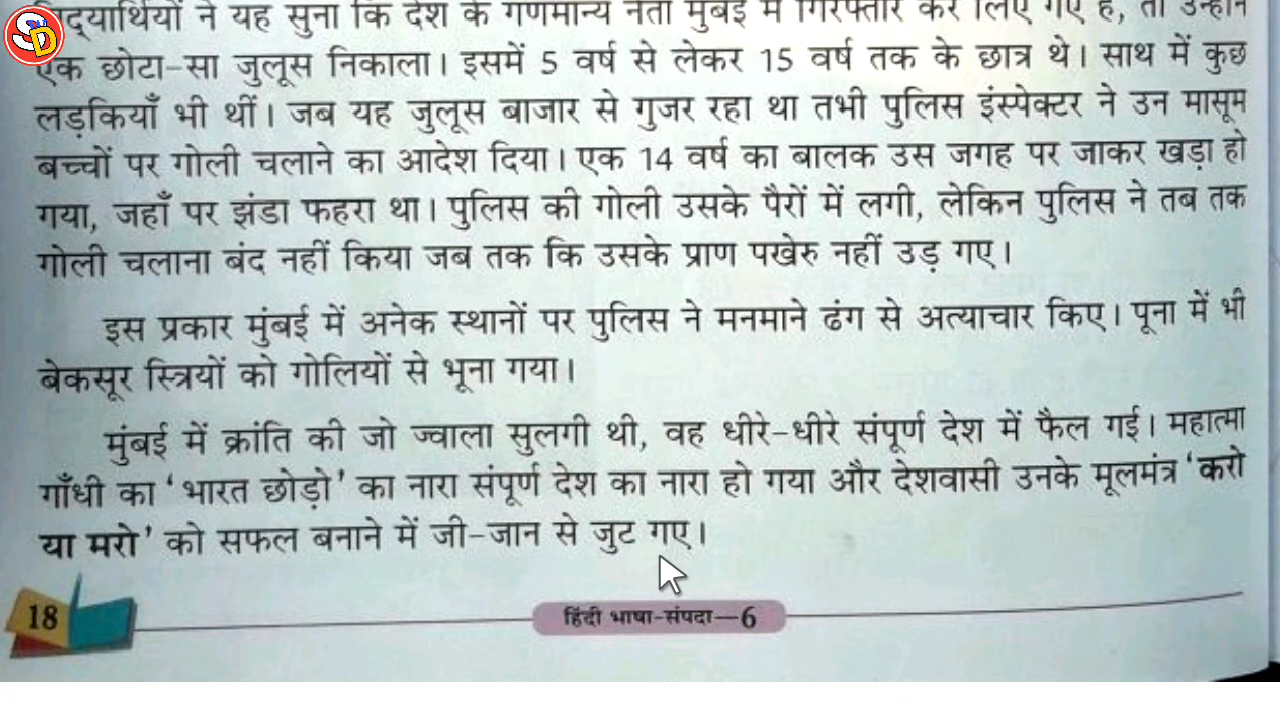 SD
विद्यार्थियों ने यह सुना कि देश के गणमान्य नेता मुंबई में गिरफ्तार कर लिए गए हैं, तो उन्होंने
एक छोटा-सा जुलूस निकाला। इसमें 5 वर्ष से लेकर 15 वर्ष तक के छात्र थे। साथ में कुछ
लड़कियाँ भी थीं। जब यह जुलूस बाजार से गुजर रहा था तभी पुलिस इंस्पेक्टर ने उन मासूम
बच्चों पर गोली चलाने का आदेश दिया। एक 14 वर्ष का बालक उस जगह पर जाकर खड़ा हो
गया, जहाँ पर झंडा फहरा था। पुलिस की गोली उसके पैरों में लगी, लेकिन पुलिस ने तब तक
गोली चलाना बंद नहीं किया जब तक कि उसके प्राण पखेरु नहीं उड़ गए।
इस प्रकार मुंबई में अनेक स्थानों पर पुलिस ने मनमाने ढंग से अत्याचार किए। पूना में भी
बेकसूर स्त्रियों को गोलियों से भूना गया।
मुंबई में क्रांति की जो ज्वाला सुलगी थी, वह धीरे-धीरे संपूर्ण देश में फैल गई। महात्मा
गाँधी का ‘भारत छोड़ो’ का नारा संपूर्ण देश का नारा हो गया और देशवासी उनके मूलमंत्र ‘करो
या मरो’ को सफल बनाने में जी-जान से जुट गए।
18
हिंदी भाषा-संपदा—6